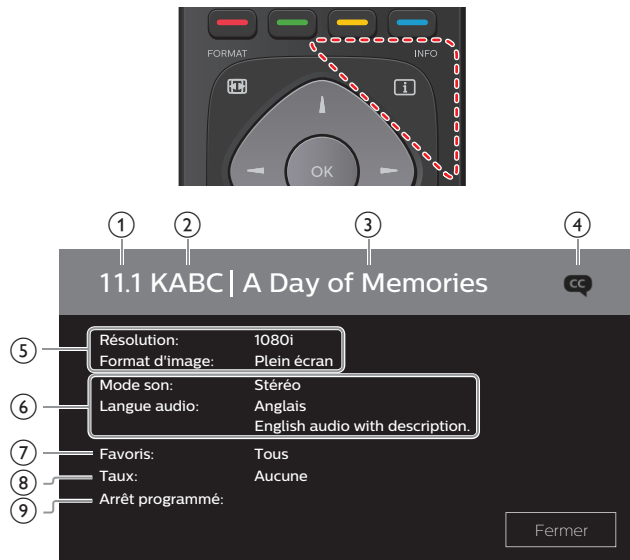 FORMAT INFO
i
OK
1 2 3 4
11.1 KABC | A Day of Memories CC
5 Résolution: 1080i
Format d'image: Plein écran
6 Mode son: Stéréo
Langue audio: Anglais
English audio with description.
7 Favoris: Tous
8 Taux: Aucune
9 Arrêt programmé:
Fermer